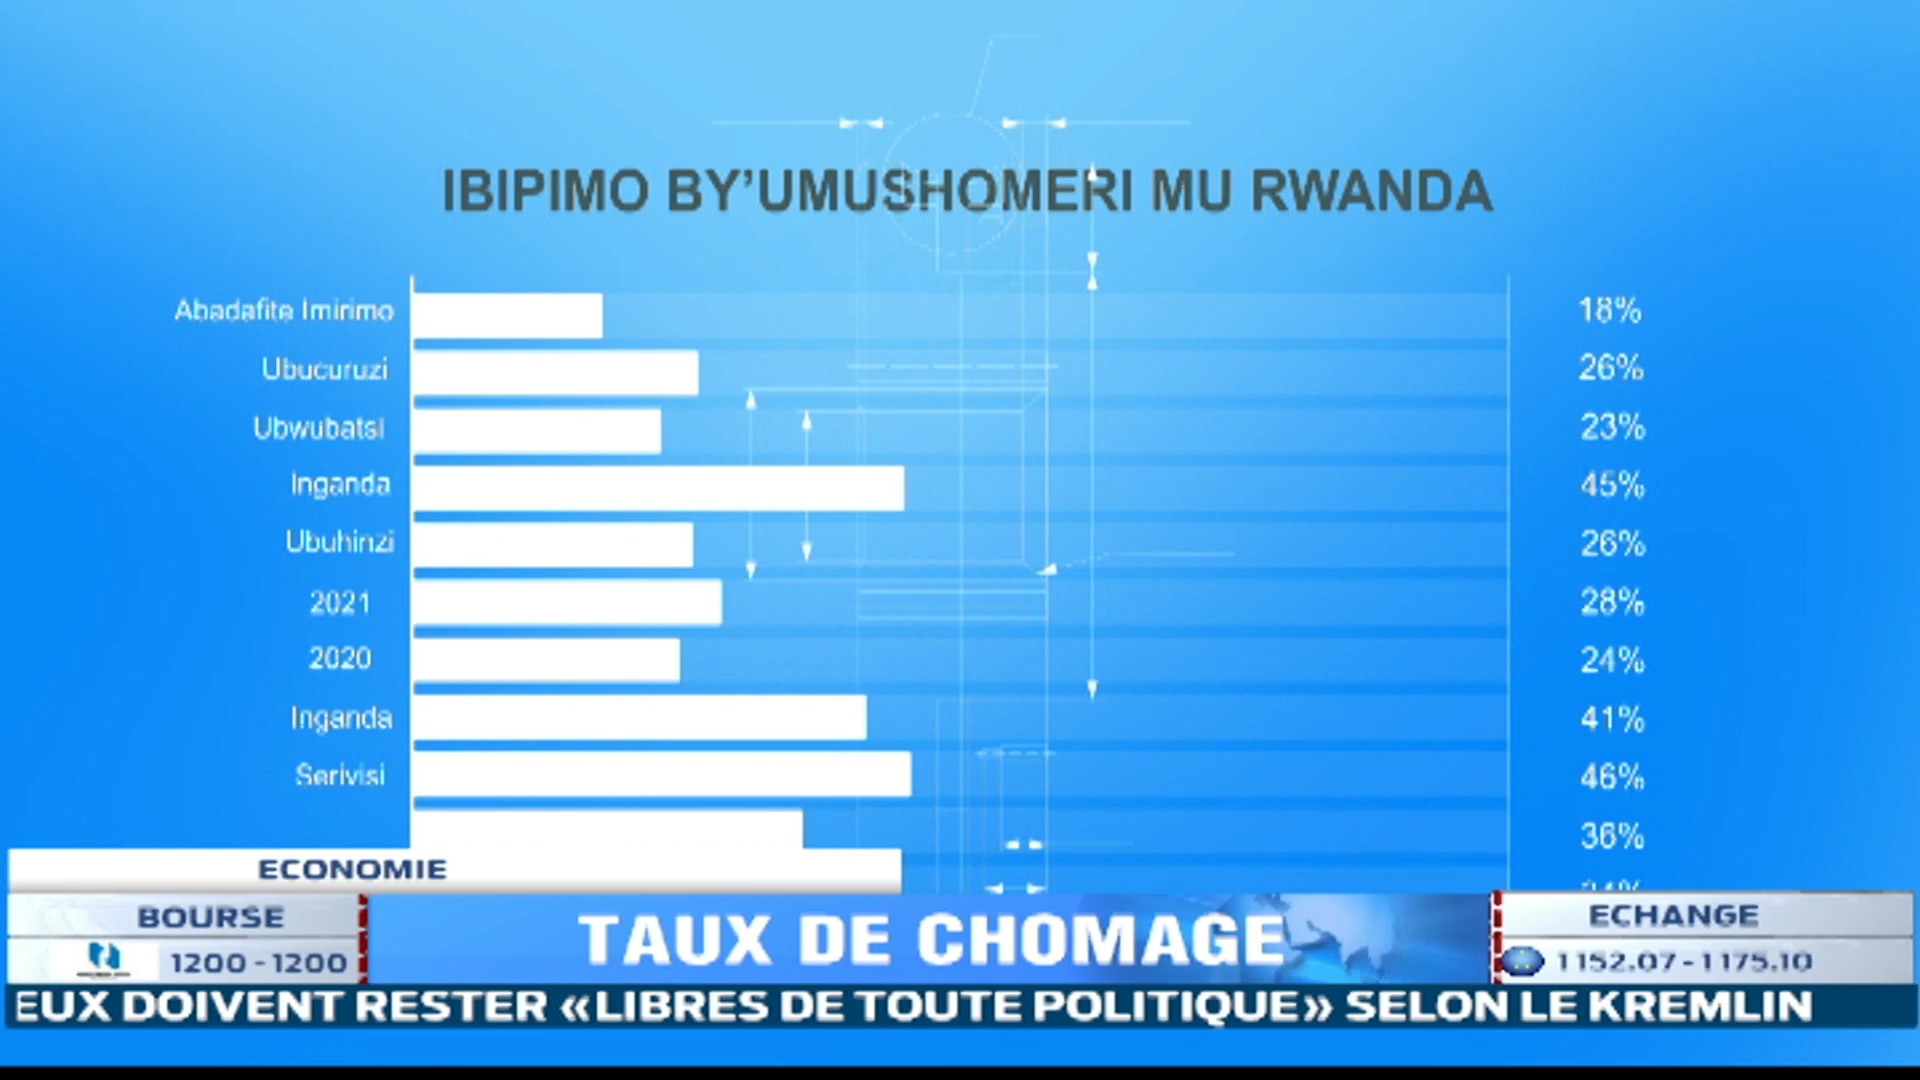 IBIPIMO BY’UMUSHOMERI MU RWANDA
Abadafite Imirimo 18%
Ubucuruzi 26%
Ubwubatsi 23%
Inganda 45%
Ubuhinzi 26%
2021 28%
2020 24%
Inganda 41%
Serivisi 46%
36%
ECONOMIE
BOURSE
1200 - 1200
TAUX DE CHOMAGE
ECHANGE
1152.07 - 1175.10
EUX DOIVENT RESTER «LIBRES DE TOUTE POLITIQUE» SELON LE KREMLIN